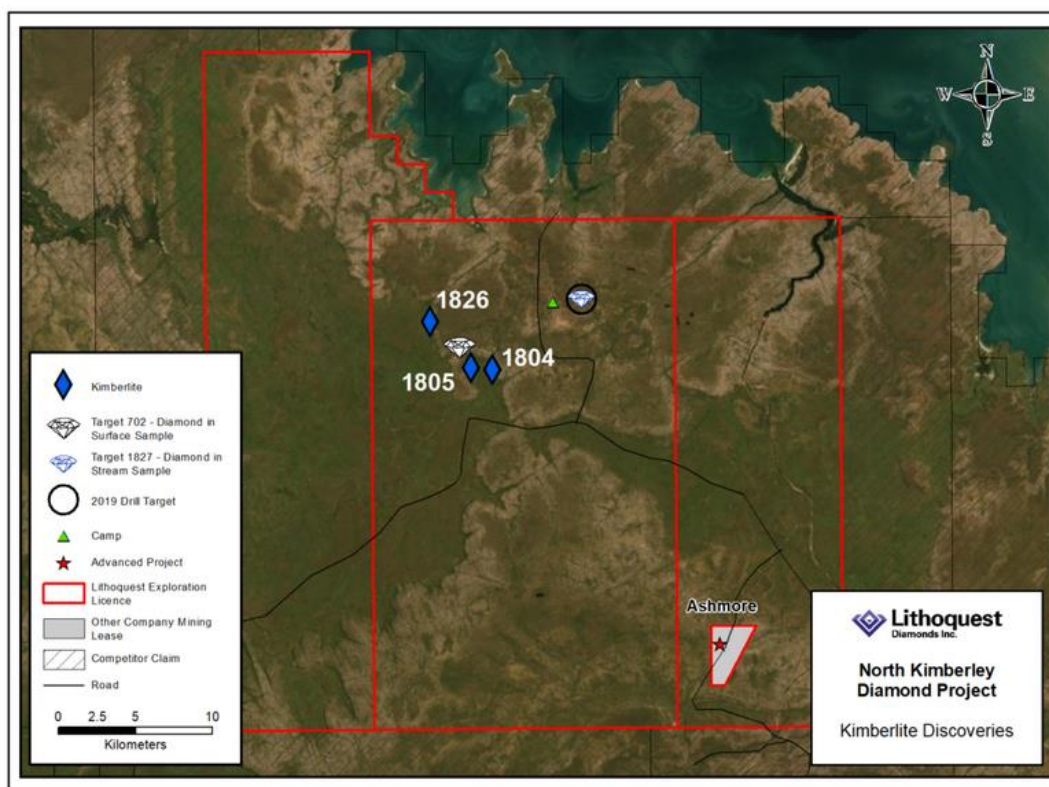 N
W E
S
1826
1804
1805
Kimberlite
Target 702 - Diamond in
Surface Sample
Target 1827 - Diamond in
Stream Sample
2019 Drill Target
Camp
Advanced Project
Lithoquest Exploration
Licence
Other Company Mining
Lease
Competitor Claim
Road
0 2.5 5 10
Kilometers
Ashmore
Lithoquest
Diamonds Inc.
North Kimberley
Diamond Project
Kimberlite Discoveries